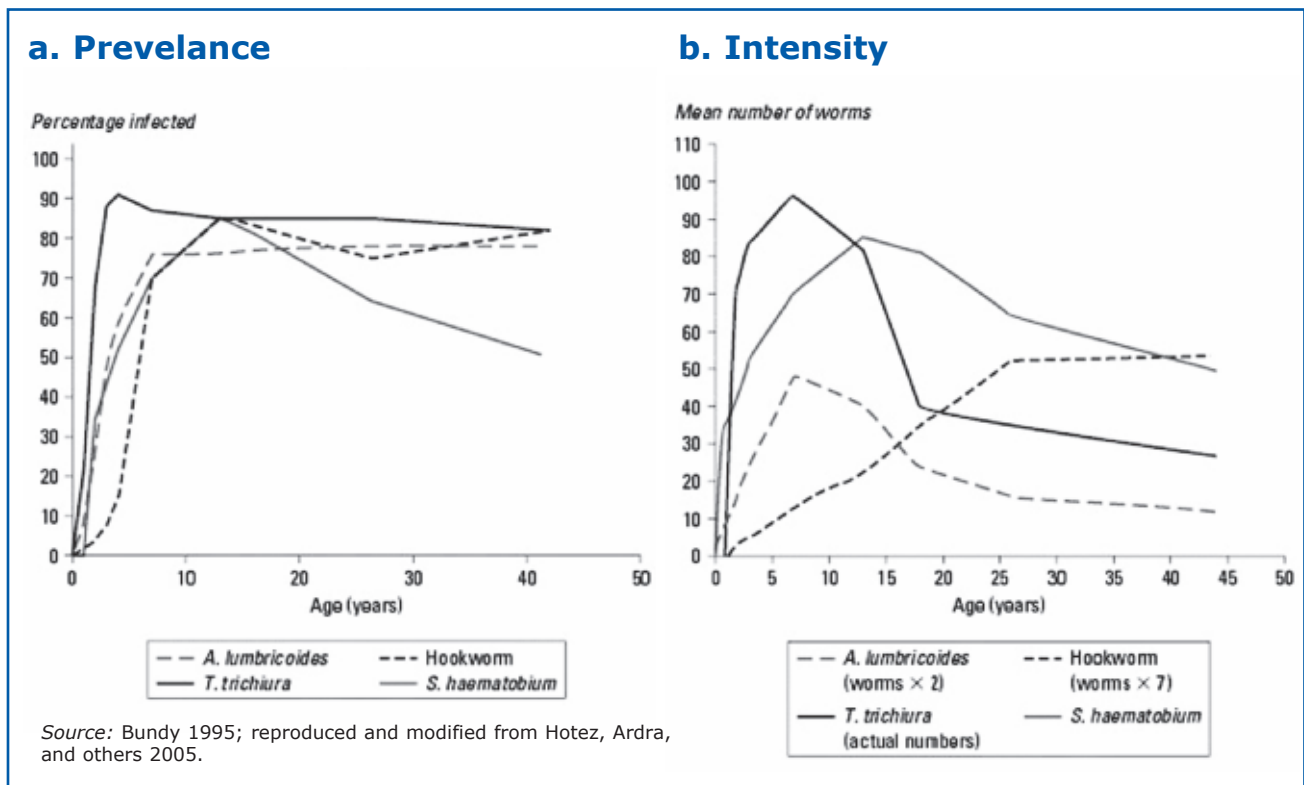 a. Prevelance
Percentage infected
100
90
80
70
60
50
40
30
20
10
0
0
10
20
30
40
50
Age (years)
A. lumbricoides
Hookworm
T. trichiura
S. haematobium
Source: Bundy 1995; reproduced and modified from Hotez, Ardra,
and others 2005.
b. Intensity
Mean number of worms
110
100
90
80
70
60
50
40
30
20
10
0
0
5
10
15
20
25
30
35
40
45
50
Age (years)
A. lumbricoides
(worms × 2)
Hookworm
(worms × 7)
T. trichiura
(actual numbers)
S. haematobium